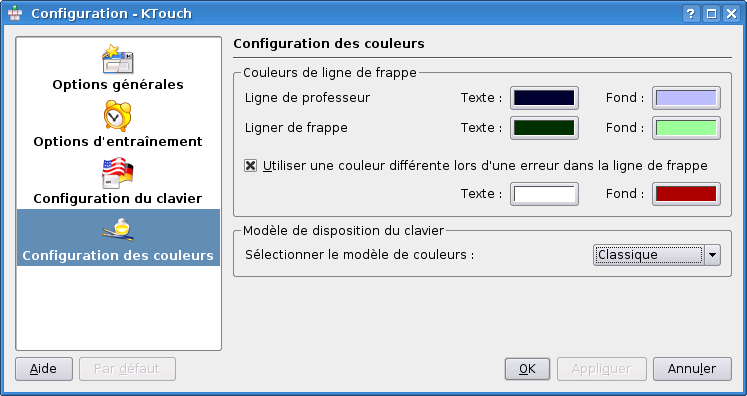 Configuration - KTouch
Options générales
Options d'entraînement
Configuration du clavier
Configuration des couleurs
Configuration des couleurs
Couleurs de ligne de frappe
Ligne de professeur Texte : Fond :
Ligner de frappe Texte : Fond :
Utiliser une couleur différente lors d'une erreur dans la ligne de frappe
Texte : Fond :
Modèle de disposition du clavier
Sélectionner le modèle de couleurs : Classique
Aide Par défaut OK Appliquer Annuler